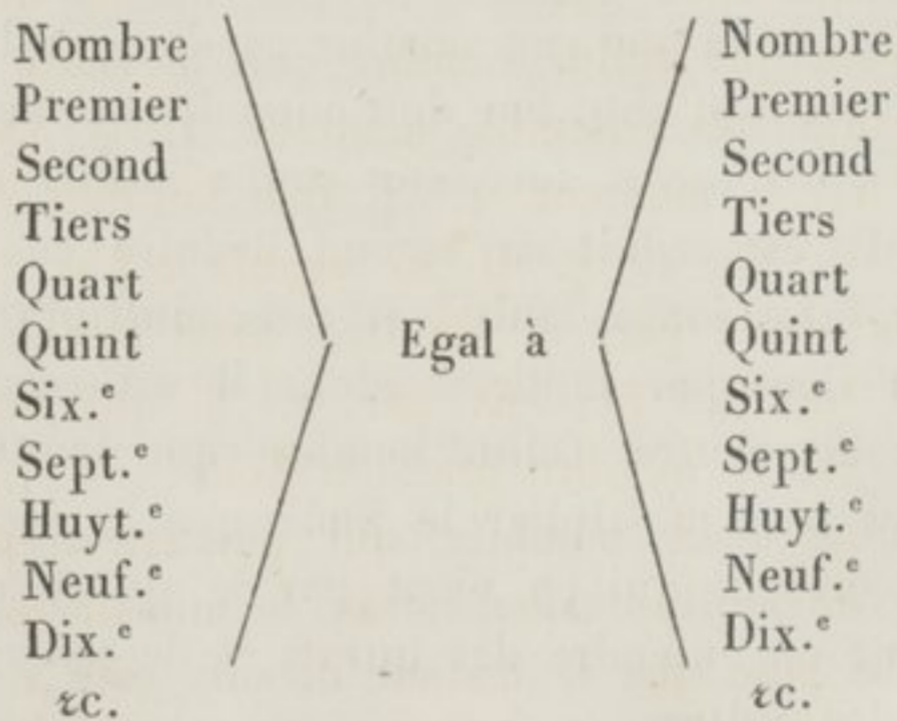 Nombre
Premier
Second
Tiers
Quart
Quint
Six.ᵉ
Sept.ᵉ
Huyt.ᵉ
Neuf.ᵉ
Dix.ᵉ
⁊c.
Egal à
Nombre
Premier
Second
Tiers
Quart
Quint
Six.ᵉ
Sept.ᵉ
Huyt.ᵉ
Neuf.ᵉ
Dix.ᵉ
⁊c.